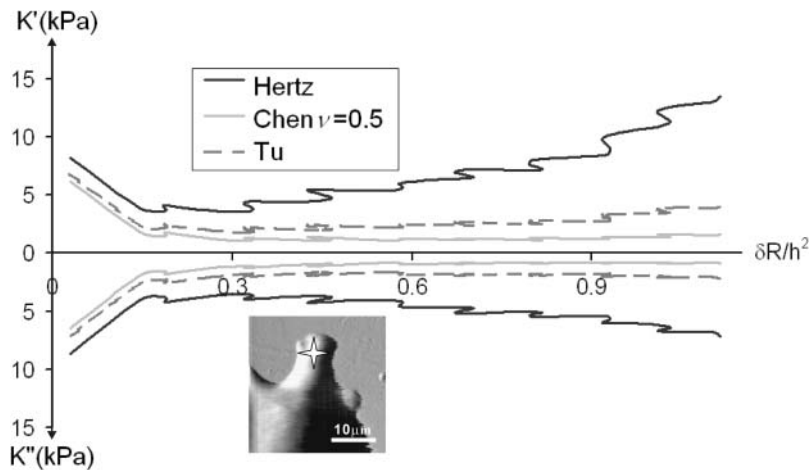 K'(kPa)
15
10
5
0
5
10
15
K"(kPa)
Hertz
Chen ν=0.5
Tu
0
0.3
0.6
0.9
δR/h²
10μm